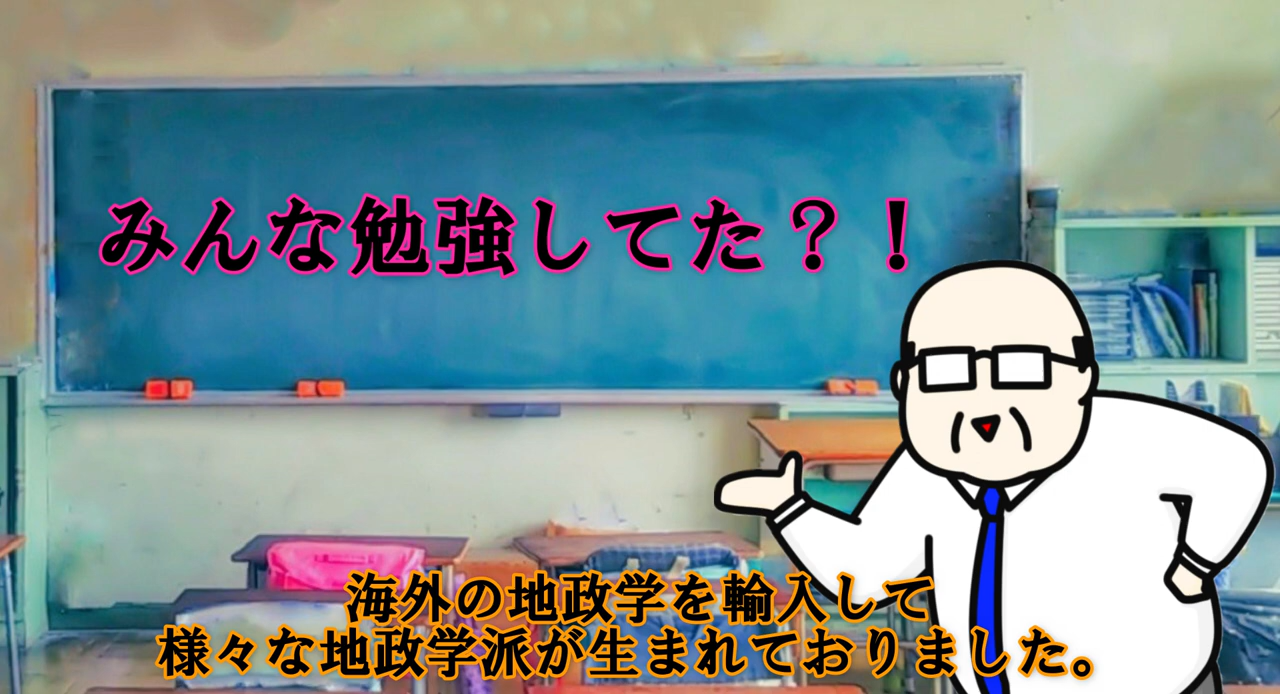 みんな勉強してた？！
海外の地政学を輸入して
様々な地政学派が生まれておりました。